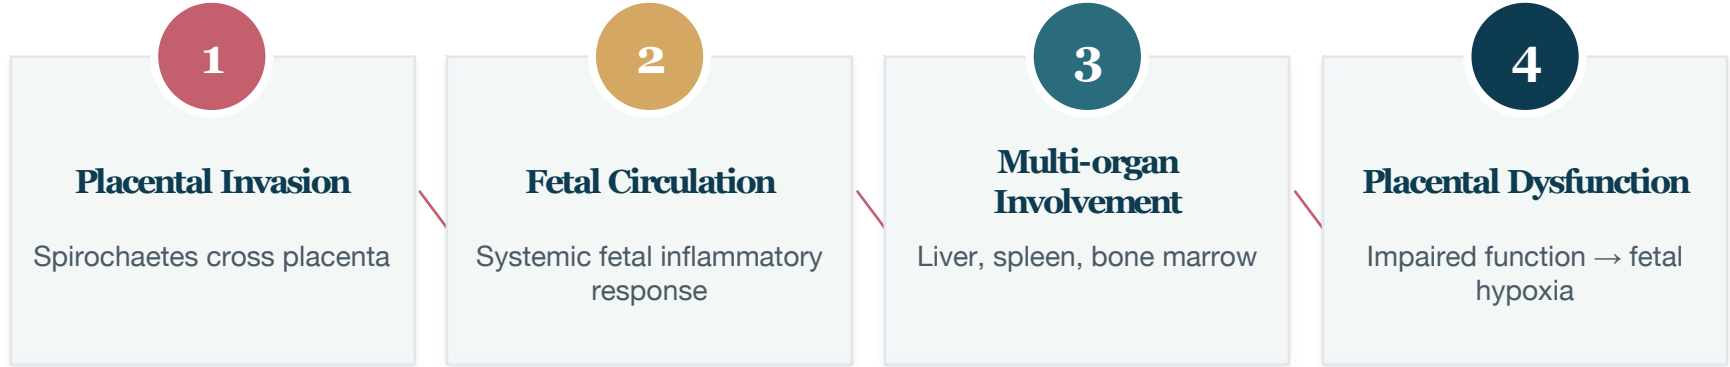 1
Placental Invasion
Spirochaetes cross placenta
2
Fetal Circulation
Systemic fetal inflammatory
response
3
Multi-organ
Involvement
Liver, spleen, bone marrow
4
Placental Dysfunction
Impaired function → fetal
hypoxia